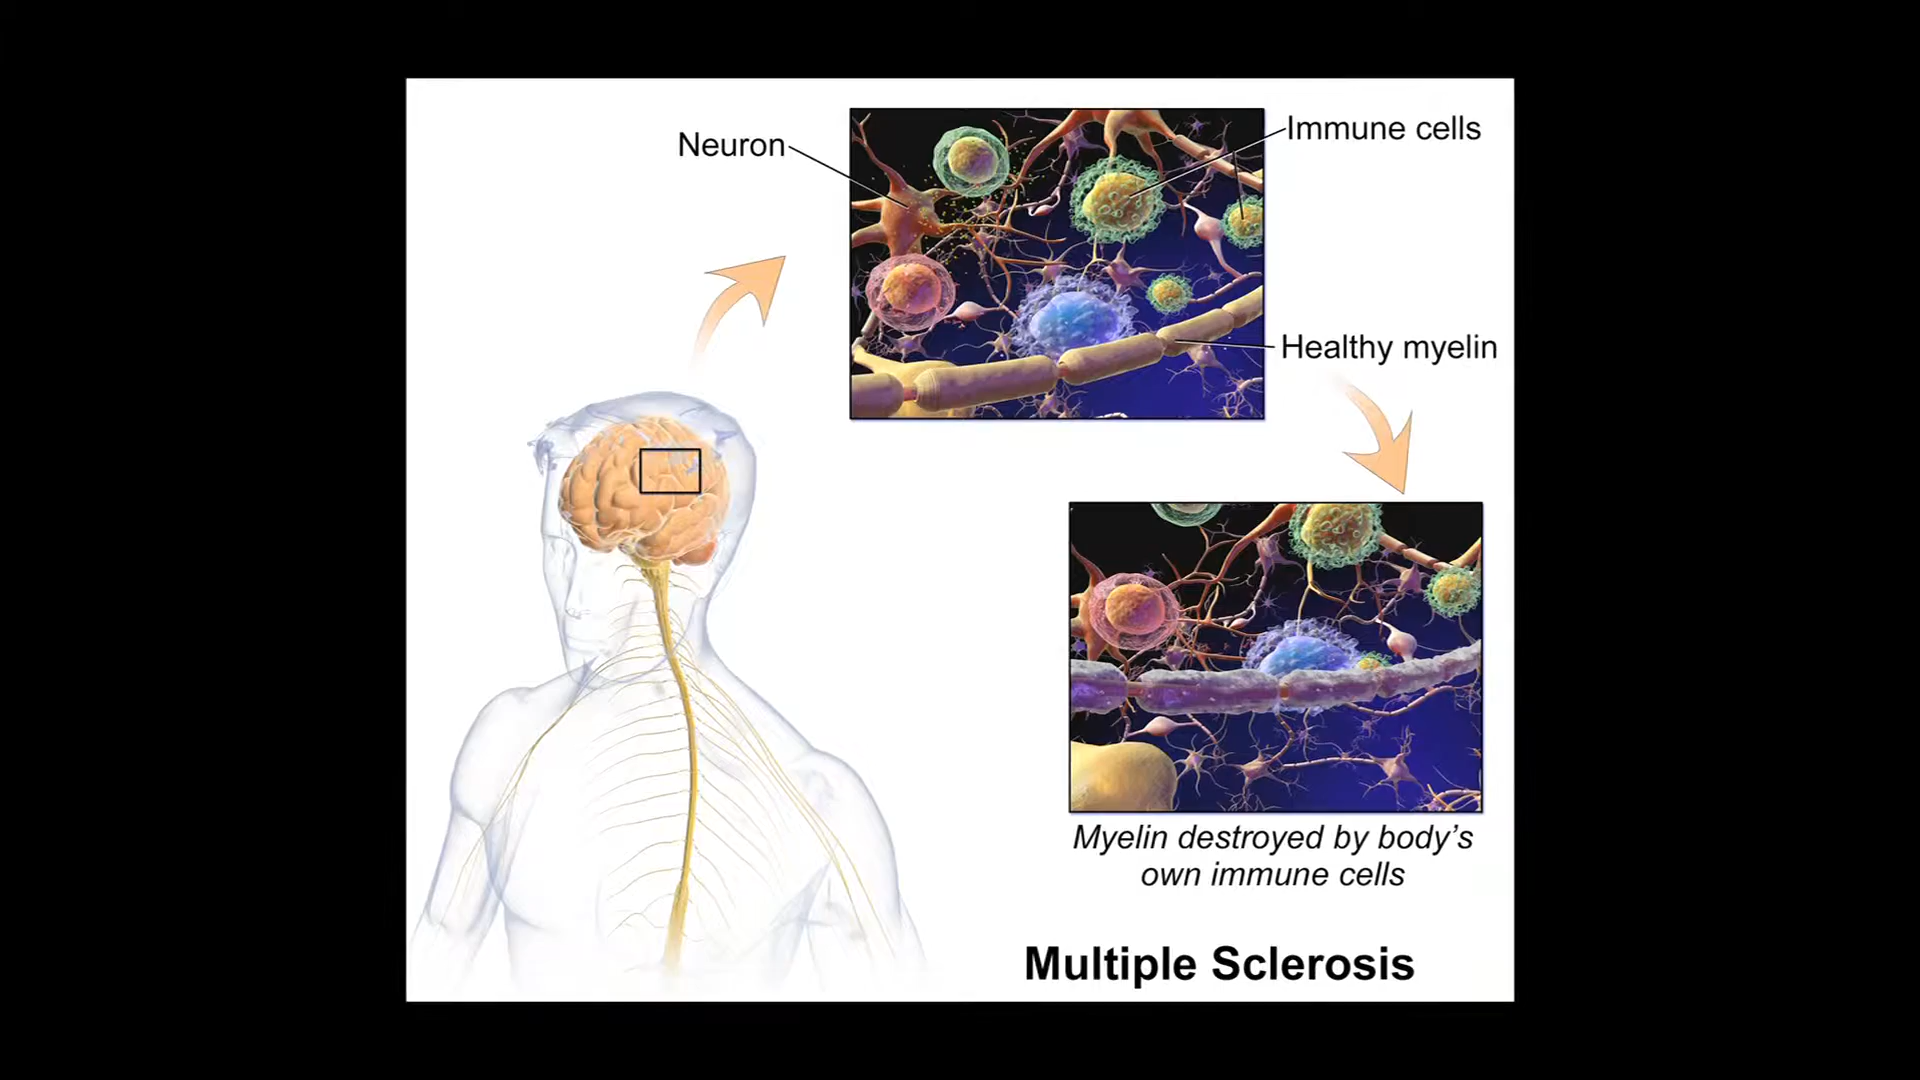 Neuron
Immune cells
Healthy myelin
Myelin destroyed by body's
own immune cells
Multiple Sclerosis